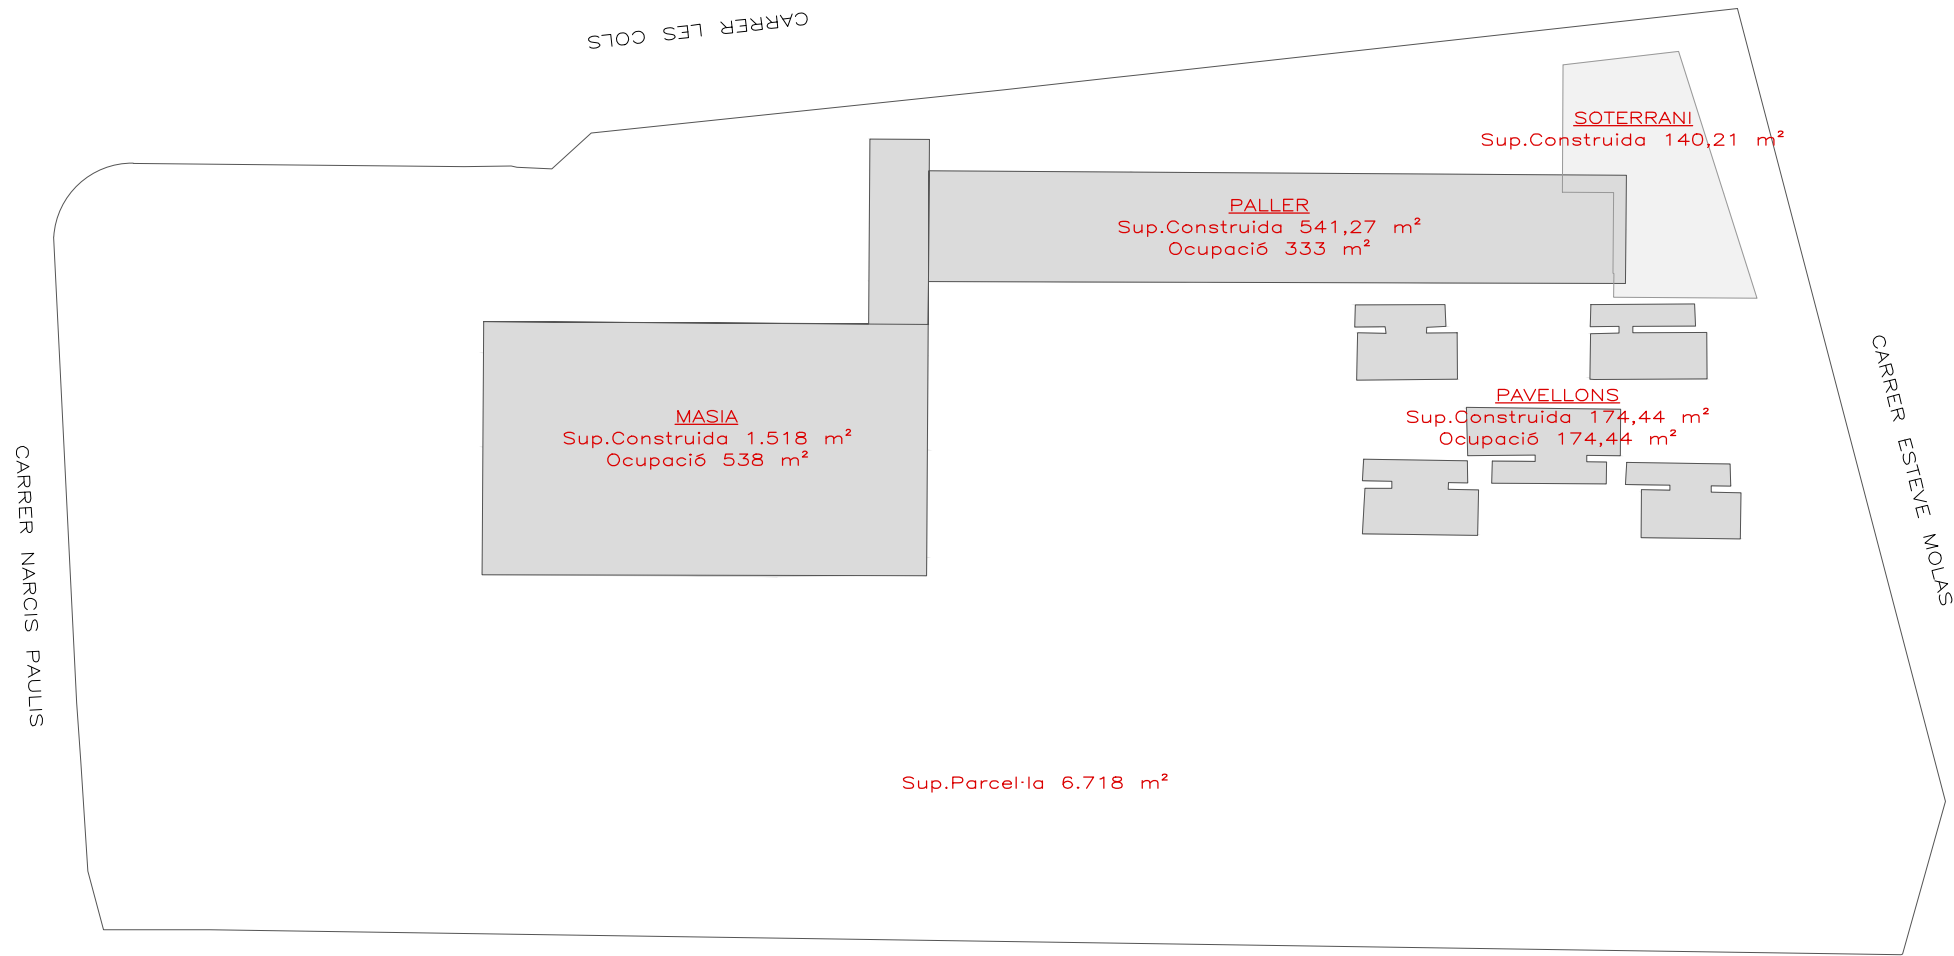 CARRER LES COLS
SOTERRANI
Sup.Construida 140,21 m²
PALLER
Sup.Construida 541,27 m²
Ocupació 333 m²
MASIA
Sup.Construida 1.518 m²
Ocupació 538 m²
PAVELLONS
Sup.Construida 174,44 m²
Ocupació 174,44 m²
CARRER NARCIS PAULIS
CARRER ESTEVE MOLAS
Sup.Parcel·la 6.718 m²